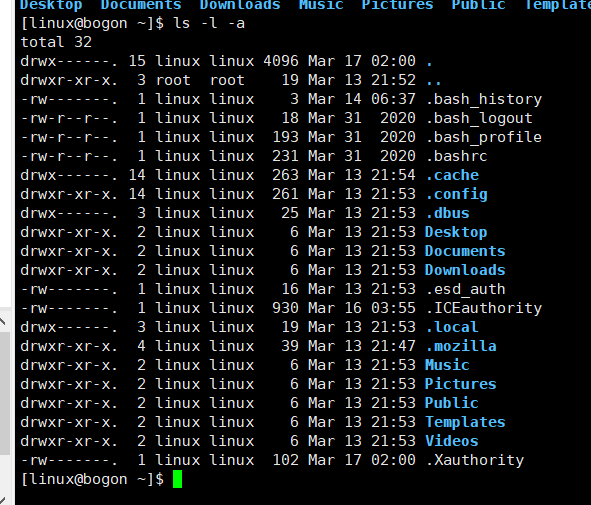 Desktop  Documents  Downloads  Music  Pictures  Public  Template
[linux@bogon ~]$ ls -l -a
total 32
drwx------. 15 linux linux 4096 Mar 17 02:00 .
drwxr-xr-x.  3 root  root    19 Mar 13 21:52 ..
-rw-------.  1 linux linux    3 Mar 14 06:37 .bash_history
-rw-r--r--.  1 linux linux   18 Mar 31  2020 .bash_logout
-rw-r--r--.  1 linux linux  193 Mar 31  2020 .bash_profile
-rw-r--r--.  1 linux linux  231 Mar 31  2020 .bashrc
drwx------. 14 linux linux  263 Mar 13 21:54 .cache
drwxr-xr-x. 14 linux linux  261 Mar 13 21:53 .config
drwx------.  3 linux linux   25 Mar 13 21:53 .dbus
drwxr-xr-x.  2 linux linux    6 Mar 13 21:53 Desktop
drwxr-xr-x.  2 linux linux    6 Mar 13 21:53 Documents
drwxr-xr-x.  2 linux linux    6 Mar 13 21:53 Downloads
-rw-------.  1 linux linux   16 Mar 13 21:53 .esd_auth
-rw-------.  1 linux linux  930 Mar 16 03:55 .ICEauthority
drwx------.  3 linux linux   19 Mar 13 21:53 .local
drwxr-xr-x.  4 linux linux   39 Mar 13 21:47 .mozilla
drwxr-xr-x.  2 linux linux    6 Mar 13 21:53 Music
drwxr-xr-x.  2 linux linux    6 Mar 13 21:53 Pictures
drwxr-xr-x.  2 linux linux    6 Mar 13 21:53 Public
drwxr-xr-x.  2 linux linux    6 Mar 13 21:53 Templates
drwxr-xr-x.  2 linux linux    6 Mar 13 21:53 Videos
-rw-------.  1 linux linux  102 Mar 17 02:00 .Xauthority
[linux@bogon ~]$